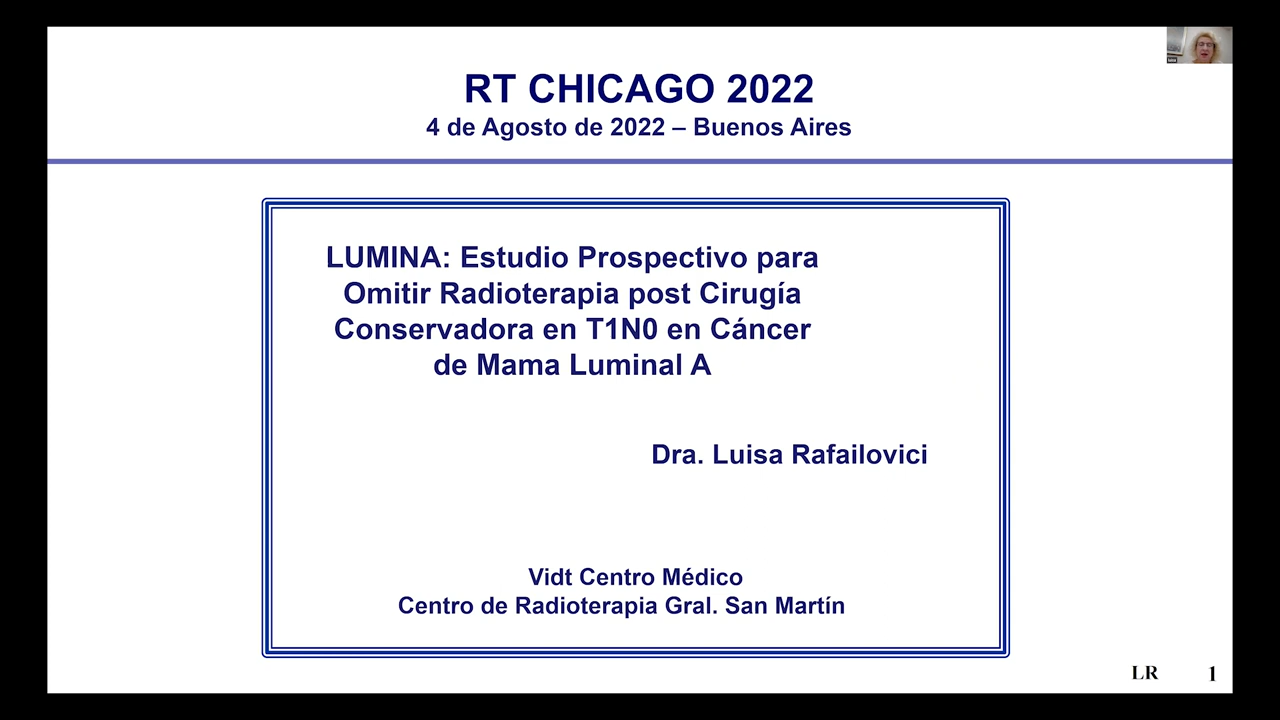 RT CHICAGO 2022
4 de Agosto de 2022 – Buenos Aires
LUMINA: Estudio Prospectivo para
Omitir Radioterapia post Cirugía
Conservadora en T1N0 en Cáncer
de Mama Luminal A
Dra. Luisa Rafailovici
Vidt Centro Médico
Centro de Radioterapia Gral. San Martín
LR 1